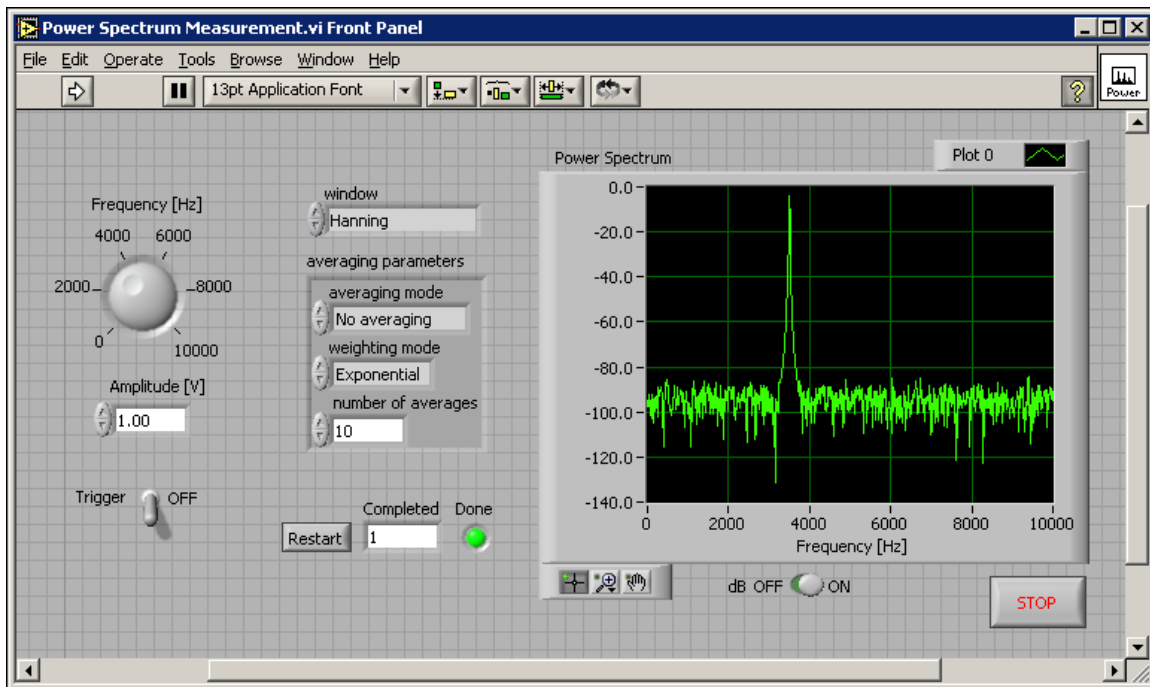 Power Spectrum Measurement.vi Front Panel
File Edit Operate Tools Browse Window Help
13pt Application Font
?
Power
Frequency [Hz]
4000 6000
2000 8000
0 10000
Amplitude [V]
1.00
Trigger OFF
window
Hanning
averaging parameters
averaging mode
No averaging
weighting mode
Exponential
number of averages
10
Restart
Completed
1
Done
Power Spectrum
Plot 0
0.0
-20.0
-40.0
-60.0
-80.0
-100.0
-120.0
-140.0
0 2000 4000 6000 8000 10000
Frequency [Hz]
dB OFF ON
STOP